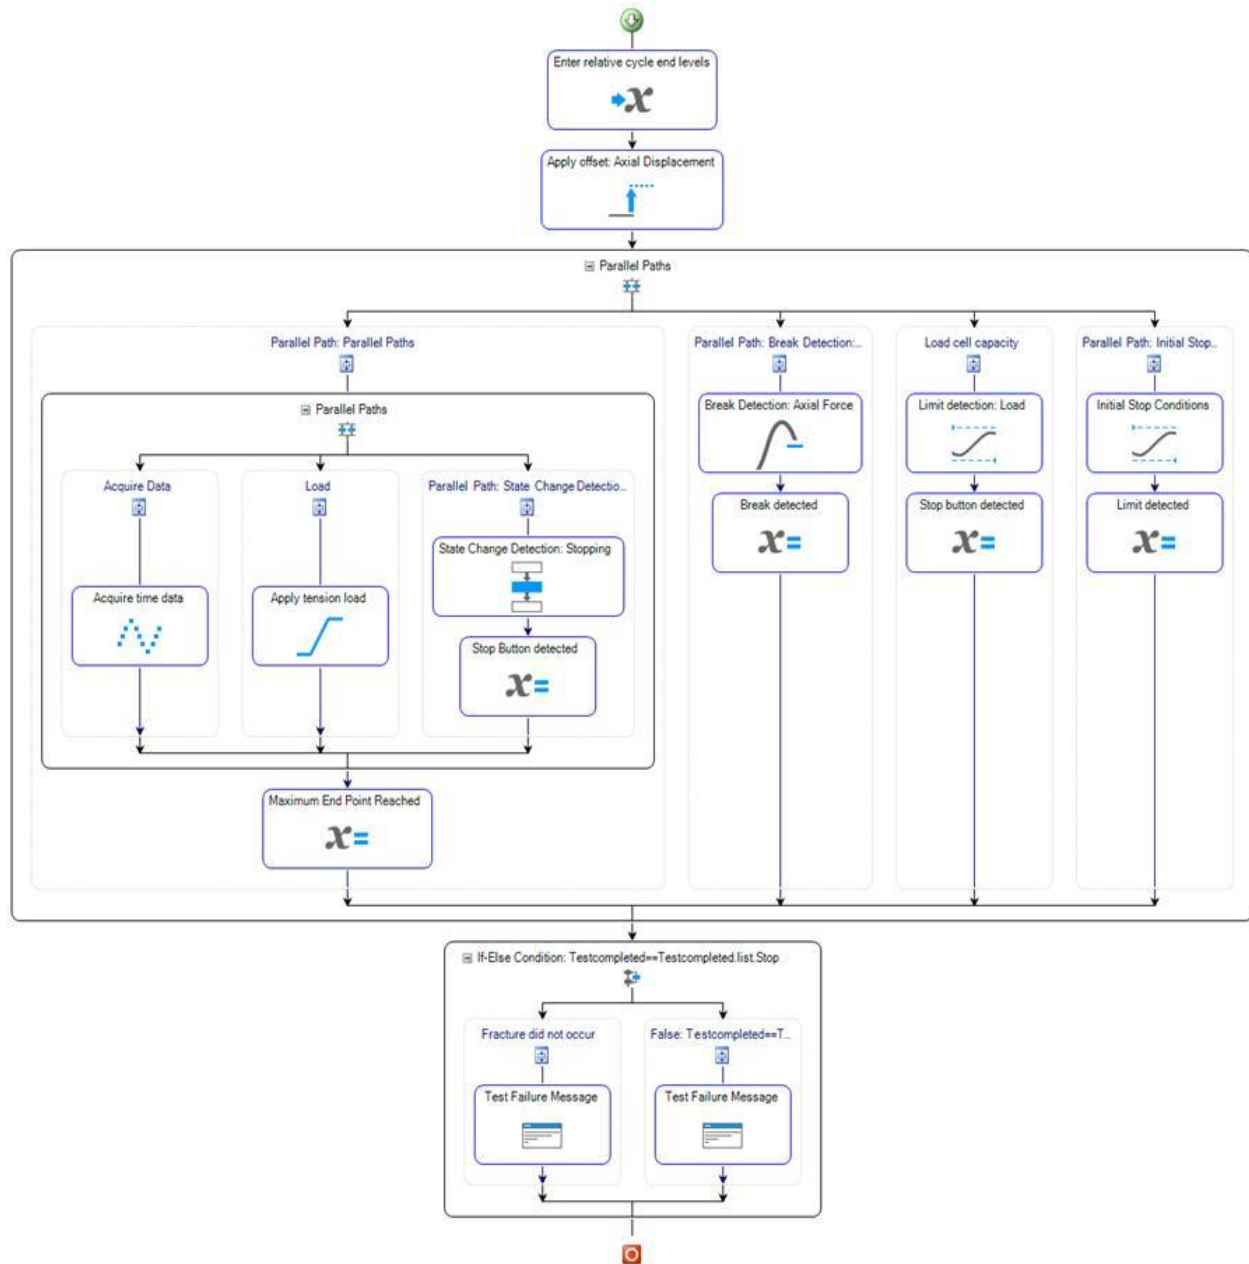 Enter relative cycle end levels
x
Apply offset: Axial Displacement
Parallel Paths
Parallel Path: Parallel Paths
Parallel Path: Break Detection:...
Load cell capacity
Parallel Path: Initial Stop...
Parallel Paths
Break Detection: Axial Force
Limit detection: Load
Initial Stop Conditions
Acquire Data
Load
Parallel Path: State Change Detectio...
Break detected
x=
Stop button detected
x=
Limit detected
x=
State Change Detection: Stopping
Acquire time data
Apply tension load
Stop Button detected
x=
Maximum End Point Reached
x=
If-Else Condition: Testcompleted==Testcompleted.list.Stop
Fracture did not occur
False: Testcompleted==T...
Test Failure Message
Test Failure Message